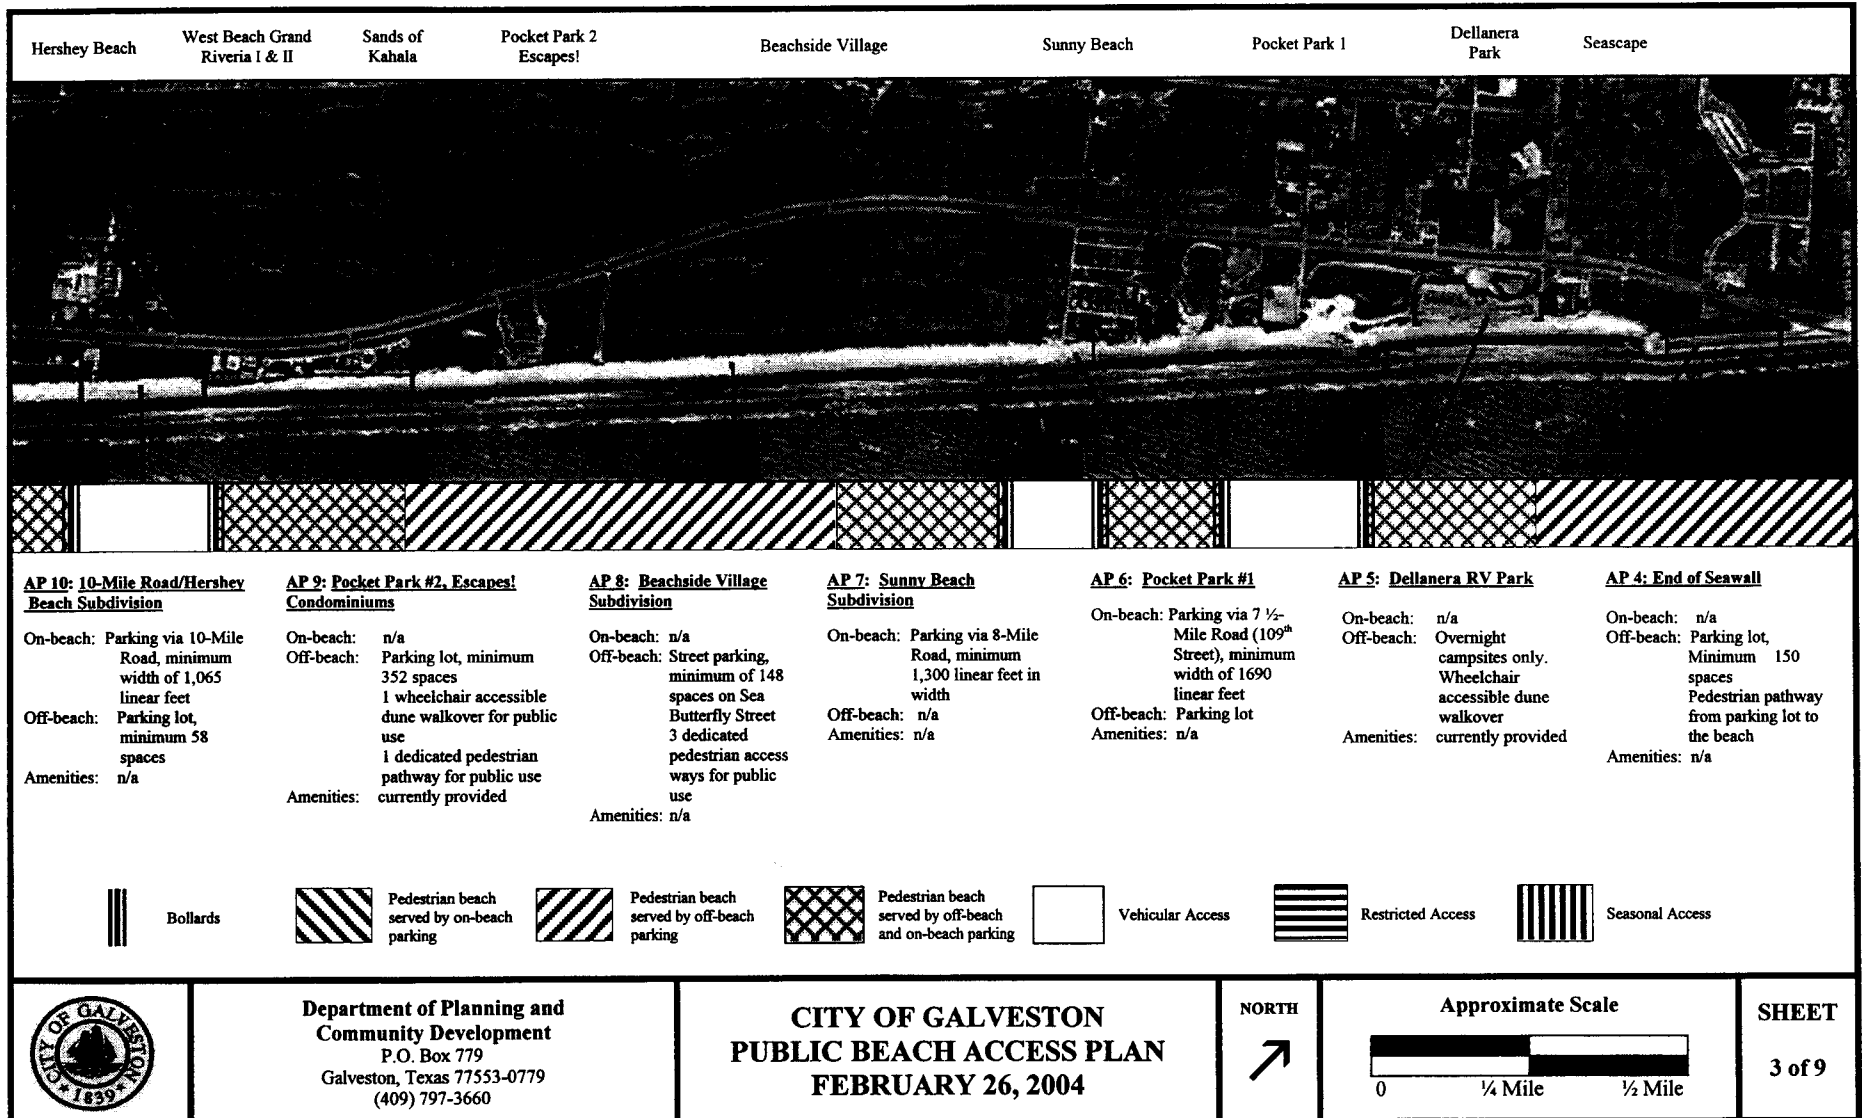 Hershey Beach
West Beach Grand
Riveria I & II
Sands of
Kahala
Pocket Park 2
Escapes!
Beachside Village
Sunny Beach
Pocket Park 1
Dellanera
Park
Seascape
AP 10: 10-Mile Road/Hershey
Beach Subdivision
On-beach: Parking via 10-Mile
Road, minimum
width of 1,065
linear feet
Off-beach: Parking lot,
minimum 58
spaces
Amenities: n/a
AP 9: Pocket Park #2, Escapes!
Condominiums
On-beach: n/a
Off-beach: Parking lot, minimum
352 spaces
1 wheelchair accessible
dune walkover for public
use
1 dedicated pedestrian
pathway for public use
Amenities: currently provided
AP 8: Beachside Village
Subdivision
On-beach: n/a
Off-beach: Street parking,
minimum of 148
spaces on Sea
Butterfly Street
3 dedicated
pedestrian access
ways for public
use
Amenities: n/a
AP 7: Sunny Beach
Subdivision
On-beach: Parking via 8-Mile
Road, minimum
1,300 linear feet in
width
Off-beach: n/a
Amenities: n/a
AP 6: Pocket Park #1
On-beach: Parking via 7 ½-
Mile Road (109th
Street), minimum
width of 1690
linear feet
Off-beach: Parking lot
Amenities: n/a
AP 5: Dellanera RV Park
On-beach: n/a
Off-beach: Overnight
campsites only.
Wheelchair
accessible dune
walkover
Amenities: currently provided
AP 4: End of Seawall
On-beach: n/a
Off-beach: Parking lot,
Minimum 150
spaces
Pedestrian pathway
from parking lot to
the beach
Amenities: n/a
Bollards
Pedestrian beach
served by on-beach
parking
Pedestrian beach
served by off-beach
parking
Pedestrian beach
served by off-beach
and on-beach parking
Vehicular Access
Restricted Access
Seasonal Access
CITY OF GALVESTON
1839
Department of Planning and
Community Development
P.O. Box 779
Galveston, Texas 77553-0779
(409) 797-3660
CITY OF GALVESTON
PUBLIC BEACH ACCESS PLAN
FEBRUARY 26, 2004
NORTH
Approximate Scale
0 ¼ Mile ½ Mile
SHEET
3 of 9